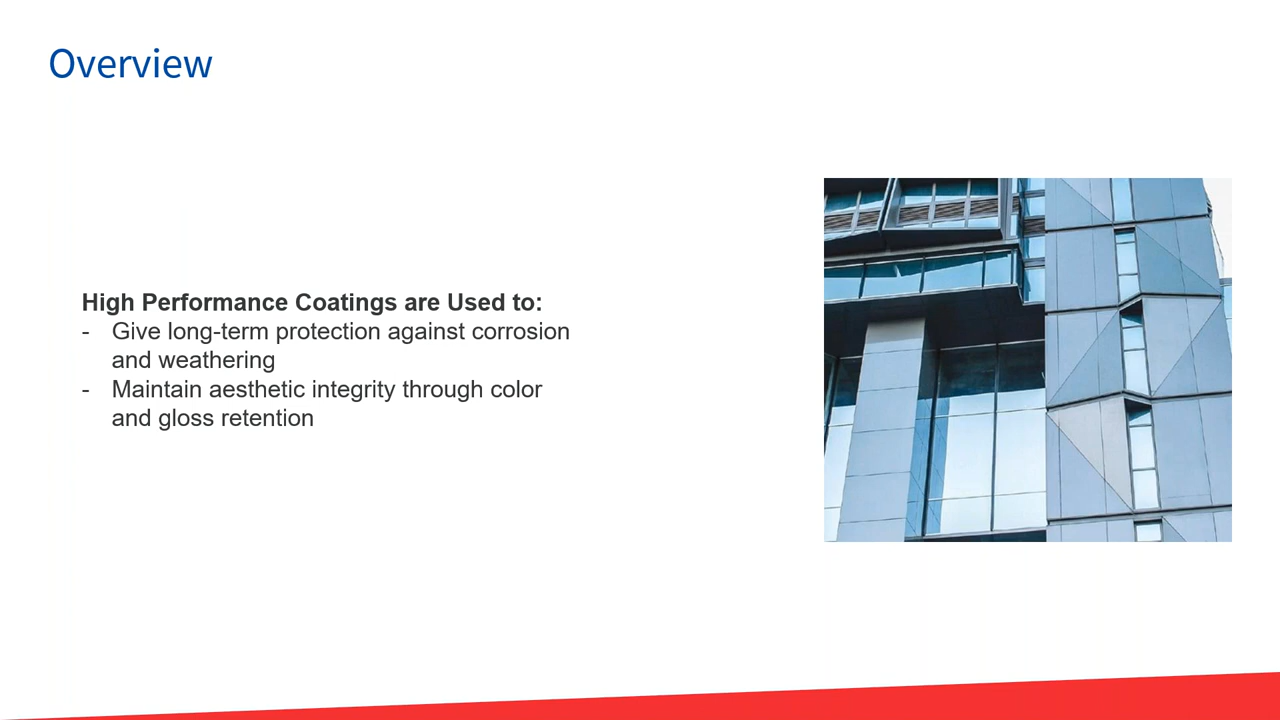 Overview
High Performance Coatings are Used to:
- Give long-term protection against corrosion
and weathering
- Maintain aesthetic integrity through color
and gloss retention